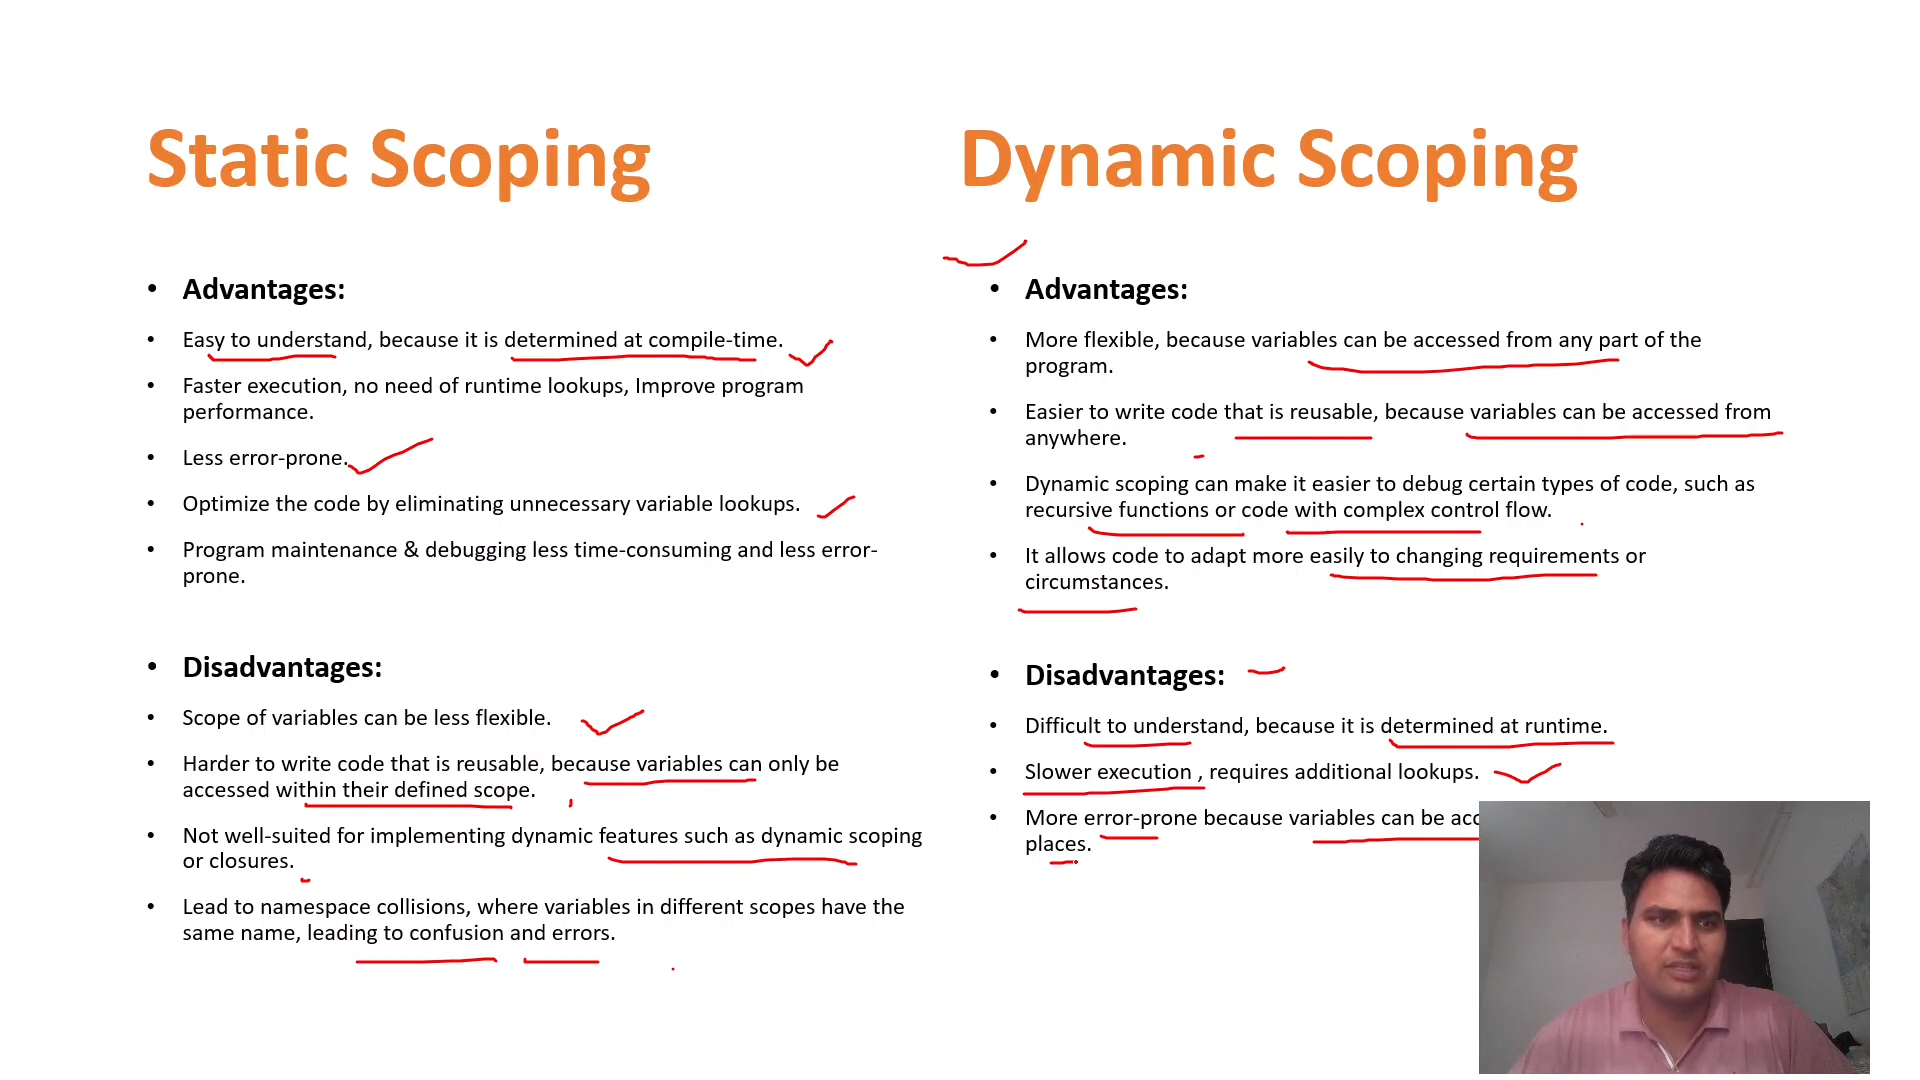 Static Scoping
• Advantages:
• Easy to understand, because it is determined at compile-time.
• Faster execution, no need of runtime lookups, Improve program
performance.
• Less error-prone.
• Optimize the code by eliminating unnecessary variable lookups.
• Program maintenance & debugging less time-consuming and less error-
prone.
• Disadvantages:
• Scope of variables can be less flexible.
• Harder to write code that is reusable, because variables can only be
accessed within their defined scope.
• Not well-suited for implementing dynamic features such as dynamic scoping
or closures.
• Lead to namespace collisions, where variables in different scopes have the
same name, leading to confusion and errors.
Dynamic Scoping
• Advantages:
• More flexible, because variables can be accessed from any part of the
program.
• Easier to write code that is reusable, because variables can be accessed from
anywhere.
• Dynamic scoping can make it easier to debug certain types of code, such as
recursive functions or code with complex control flow.
• It allows code to adapt more easily to changing requirements or
circumstances.
• Disadvantages:
• Difficult to understand, because it is determined at runtime.
• Slower execution , requires additional lookups.
• More error-prone because variables can be
places.